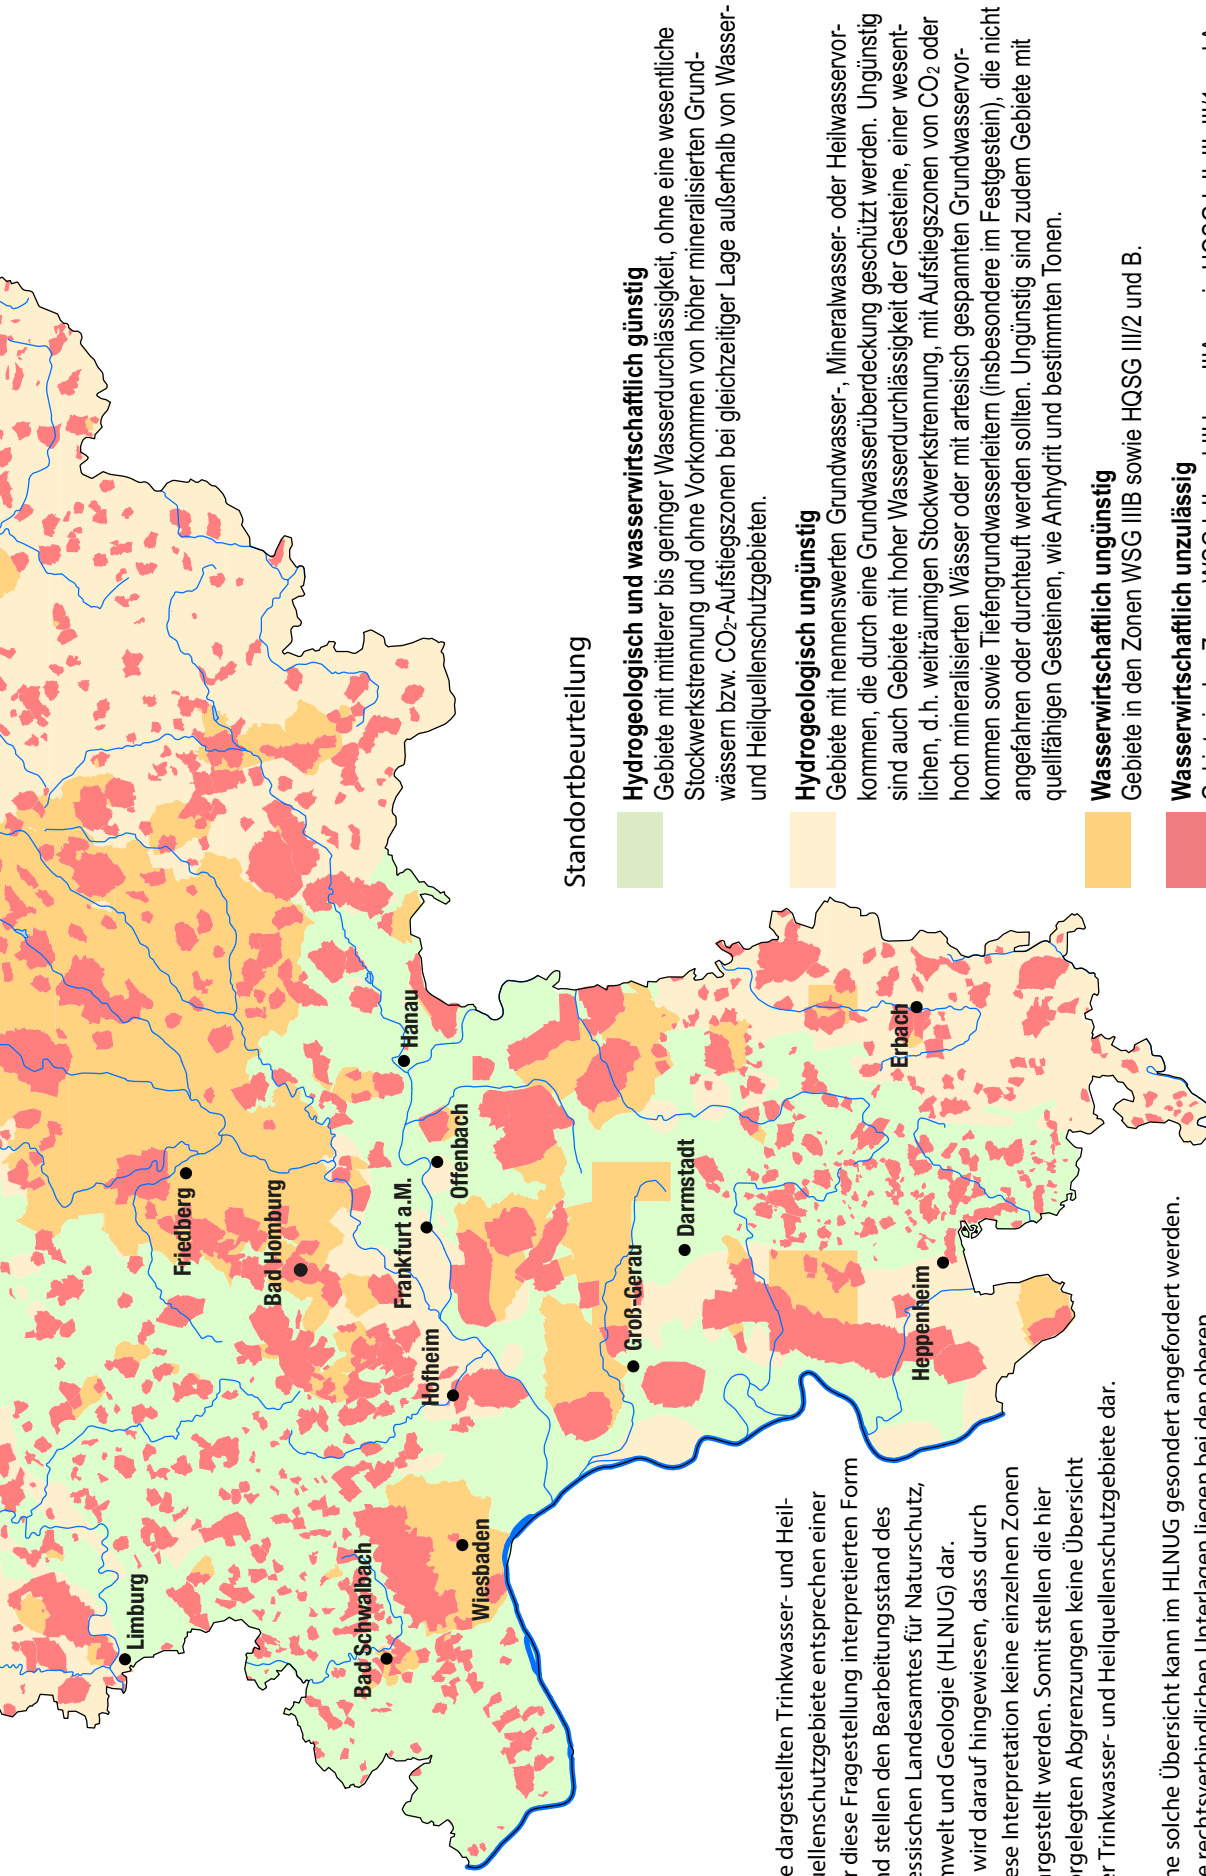 Limburg
Friedberg
Bad Homburg
Bad Schwalbach
Hofheim
Frankfurt a.M.
Hanau
Offenbach
Wiesbaden
Groß-Gerau
Darmstadt
Erbach
Heppenheim
Standortbeurteilung
Hydrogeologisch und wasserwirtschaftlich günstig
Gebiete mit mittlerer bis geringer Wasserdurchlässigkeit, ohne eine wesentliche
Stockwerkstrennung und ohne Vorkommen von höher mineralisierten Grund-
wässern bzw. CO2-Aufstiegszonen bei gleichzeitiger Lage außerhalb von Wasser-
und Heilquellenschutzgebieten.
Hydrogeologisch ungünstig
Gebiete mit nennenswerten Grundwasser-, Mineralwasser- oder Heilwasservor-
kommen, die durch eine Grundwasserüberdeckung geschützt werden. Ungünstig
sind auch Gebiete mit hoher Wasserdurchlässigkeit der Gesteine, einer wesent-
lichen, d.h. weiträumigen Stockwerkstrennung, mit Aufstiegszonen von CO2 oder
hoch mineralisierten Wässer oder mit artesisch gespannten Grundwasservor-
kommen sowie Tiefengrundwasserleitern (insbesondere im Festgestein), die nicht
angefahren oder durchteuft werden sollten. Ungünstig sind zudem Gebiete mit
quellfähigen Gesteinen, wie Anhydrit und bestimmten Tonen.
Wasserwirtschaftlich ungünstig
Gebiete in den Zonen WSG IIIB sowie HQSG III/2 und B.
Wasserwirtschaftlich unzulässig
e dargestellten Trinkwasser- und Heil-
uellenschutzgebiete entsprechen einer
r diese Fragestellung interpretierten Form
nd stellen den Bearbeitungsstand des
essischen Landesamtes für Naturschutz,
mwelt und Geologie (HLNUG) dar.
wird darauf hingewiesen, dass durch
ese Interpretation keine einzelnen Zonen
argestellt werden. Somit stellen die hier
rgelegten Abgrenzungen keine Übersicht
er Trinkwasser- und Heilquellenschutzgebiete dar.
ne solche Übersicht kann im HLNUG gesondert angefordert werden.
e rechtsverbindlichen Unterlagen liegen bei den oberen